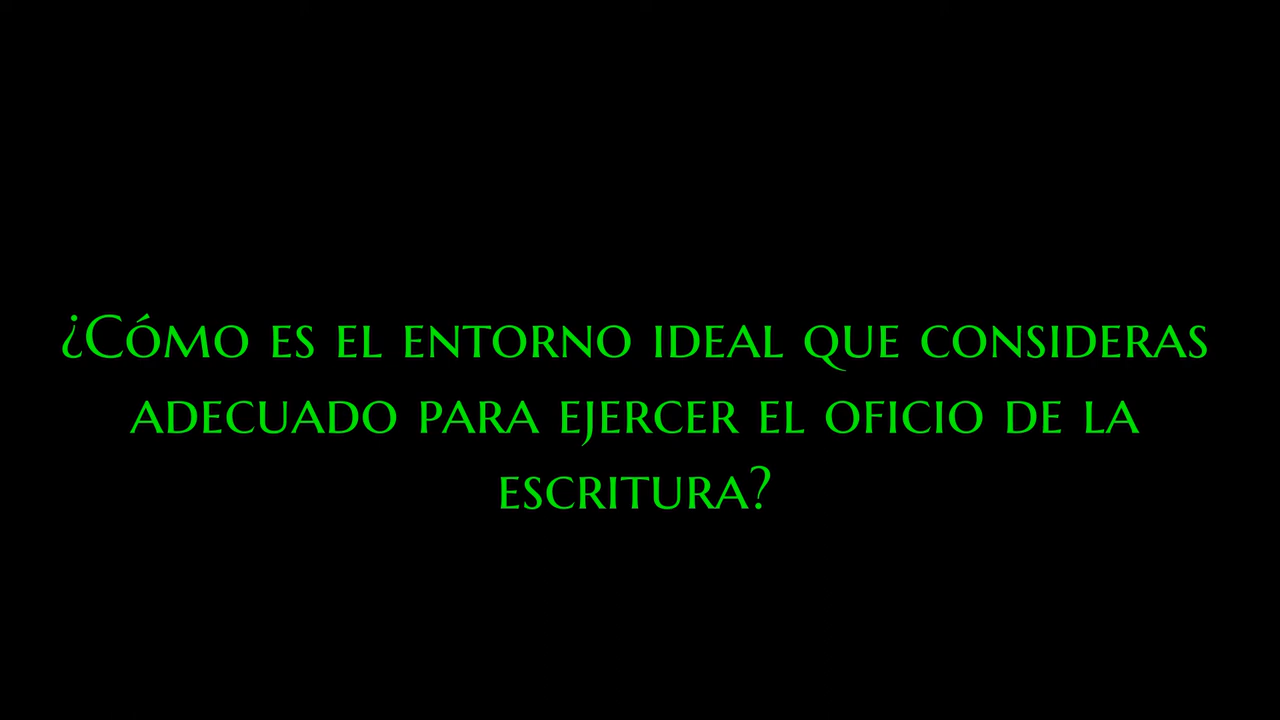 ¿Cómo es el entorno ideal que consideras
adecuado para ejercer el oficio de la
escritura?